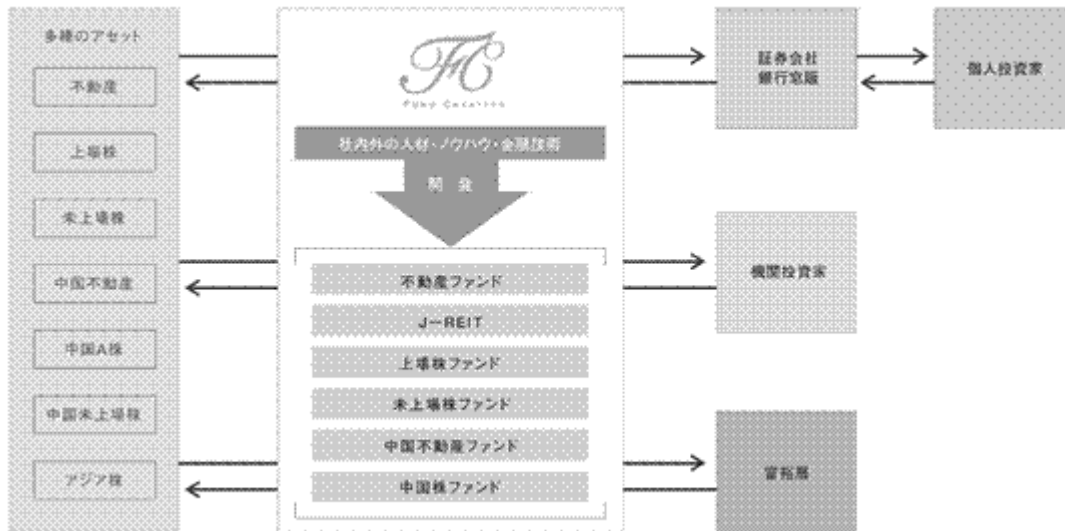 多種のアセット
不動産
上場株
未上場株
中国不動産
中国A株
中国未上場株
アジア株
FC
FUND CREATION
社内外の人材・ノウハウ・金融技術
開 発
不動産ファンド
J-REIT
上場株ファンド
未上場株ファンド
中国不動産ファンド
中国株ファンド
証券会社
銀行窓販
個人投資家
機関投資家
富裕層